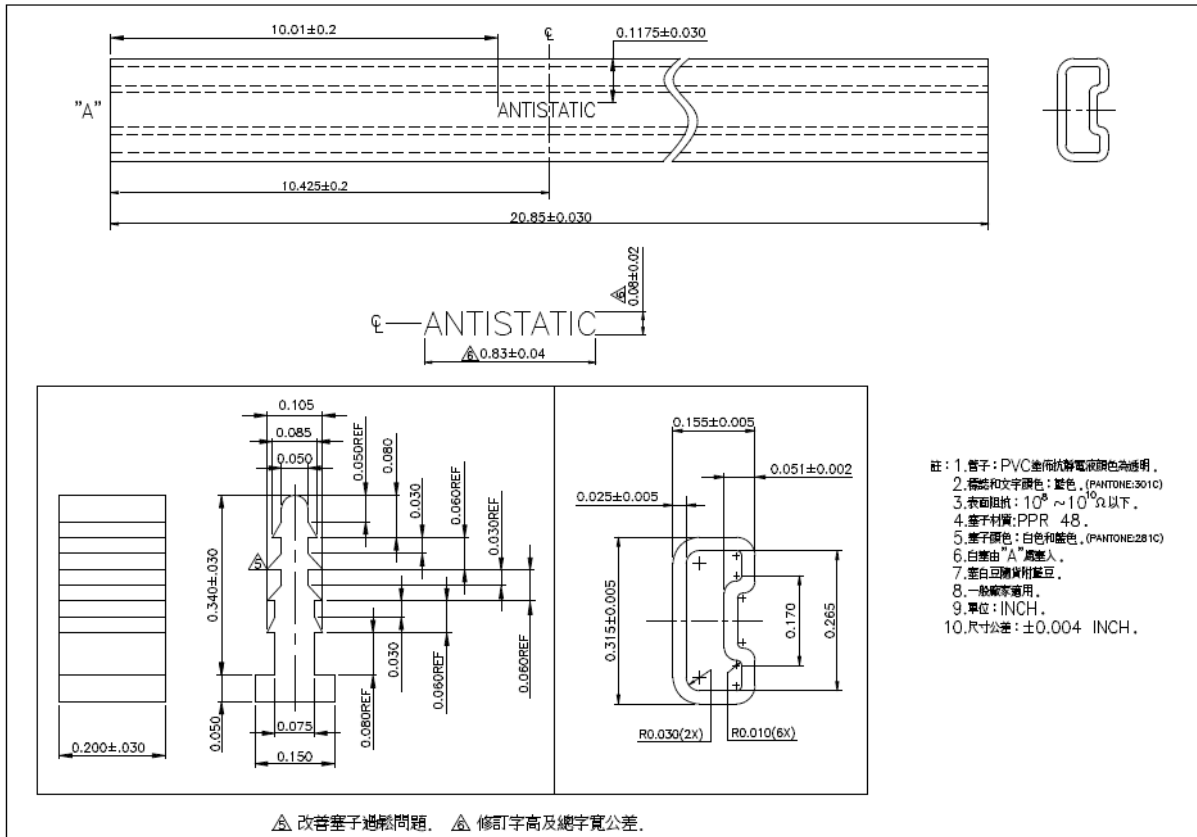 10.01±0.2
℄
0.1175±0.030
"A"
ANTISTATIC
10.425±0.2
20.85±0.030
℄
ANTISTATIC
6
0.08±0.02
6 0.83±0.04
0.105
0.085
0.050
0.050REF
0.080
0.030
0.060REF
0.030REF
5
0.340±.030
0.050
0.200±.030
0.075
0.150
0.080REF
0.030
0.060REF
0.060REF
0.155±0.005
0.051±0.002
0.025±0.005
0.315±0.005
0.170
0.265
R0.030(2X)
R0.010(6X)
註:1.管子:PVC塗佈抗靜電液顏色為透明.
2.標誌和文字顏色:藍色.(PANTONE:301C)
3.表面阻抗:10⁸ ~10¹⁰Ω以下.
4.塞子材質:PPR 48.
5.塞子顏色:白色和藍色.(PANTONE:281C)
6.白塞由"A"處塞入.
7.塞白豆隨貨附藍豆.
8.一般廠家適用.
9.單位:INCH.
10.尺寸公差:±0.004 INCH.
5 改善塞子過鬆問題. 6 修訂字高及總字寬公差.